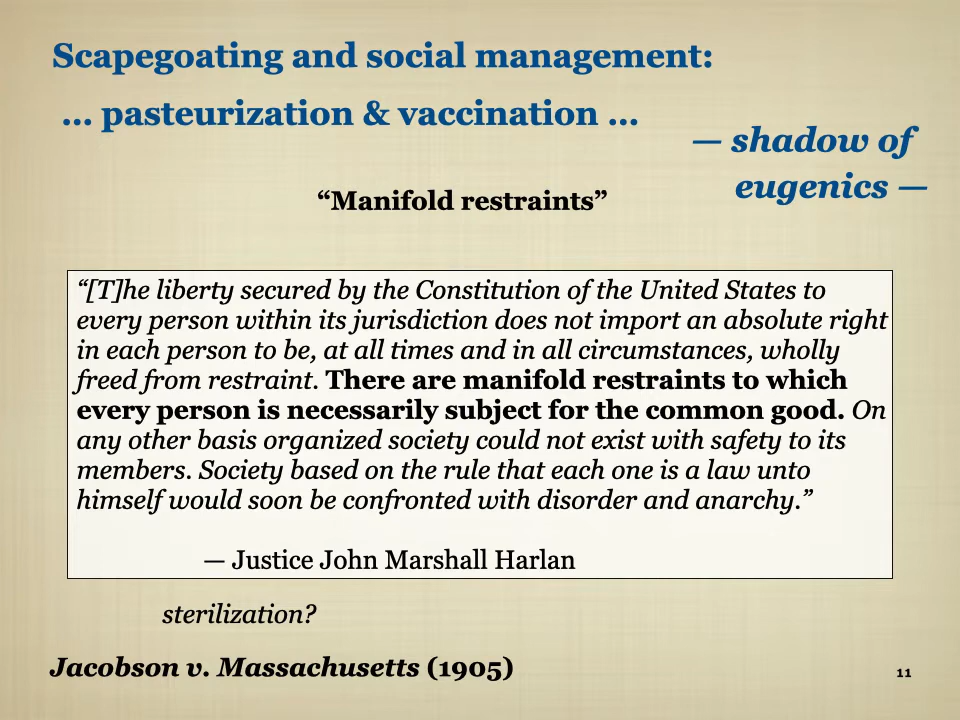 Scapegoating and social management:
... pasteurization & vaccination ...
— shadow of
eugenics —
“Manifold restraints”
“[T]he liberty secured by the Constitution of the United States to
every person within its jurisdiction does not import an absolute right
in each person to be, at all times and in all circumstances, wholly
freed from restraint. There are manifold restraints to which
every person is necessarily subject for the common good. On
any other basis organized society could not exist with safety to its
members. Society based on the rule that each one is a law unto
himself would soon be confronted with disorder and anarchy.”
— Justice John Marshall Harlan
sterilization?
Jacobson v. Massachusetts (1905)
11